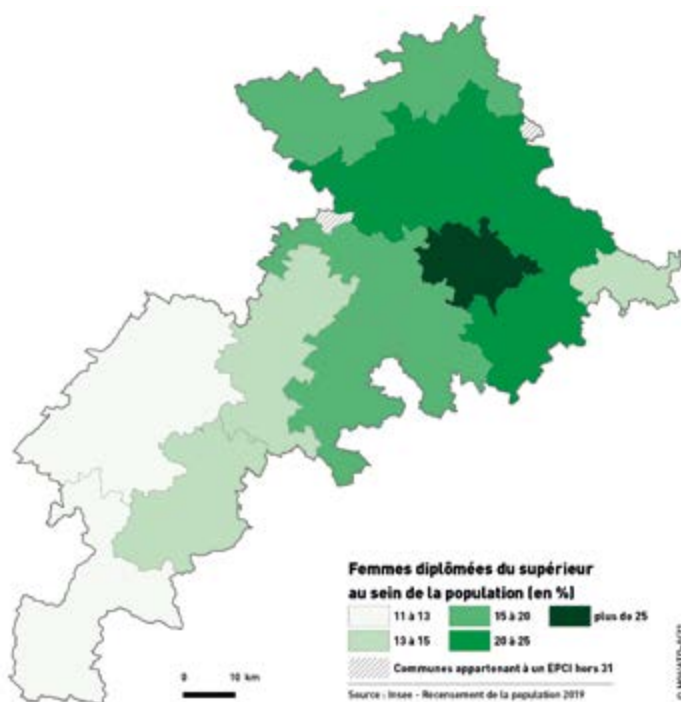 Femmes diplômées du supérieur
au sein de la population (en %)
11 à 13
15 à 20
plus de 25
13 à 15
20 à 25
Communes appartenant à un EPCI hors 31
0 10 km
Source : Insee - Recensement de la population 2019